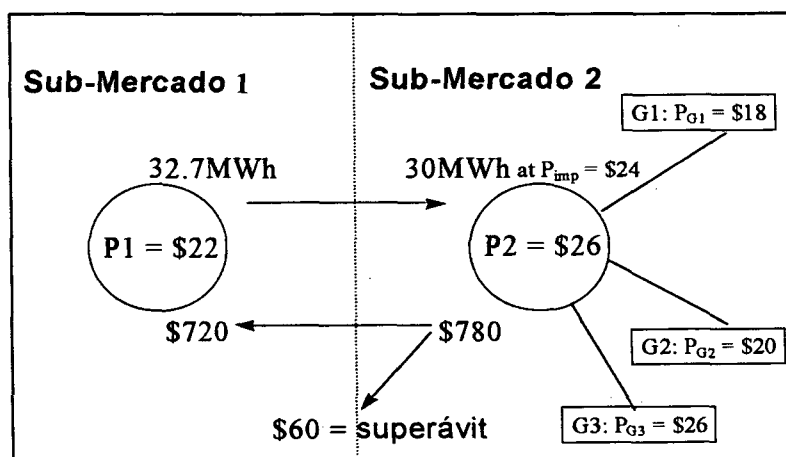 Sub-Mercado 1
Sub-Mercado 2
G1: PG1 = $18
32.7MWh
30MWh at Pimp = $24
P1 = $22
P2 = $26
$720
$780
G2: PG2 = $20
$60 = superávit
G3: PG3 = $26